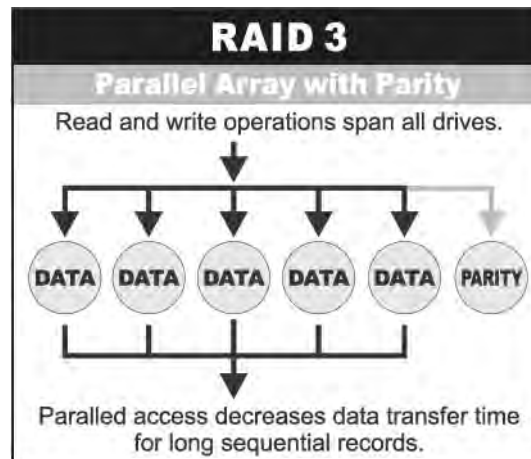 RAID 3
Parallel Array with Parity
Read and write operations span all drives.
DATA DATA DATA DATA DATA PARITY
Paralled access decreases data transfer time
for long sequential records.